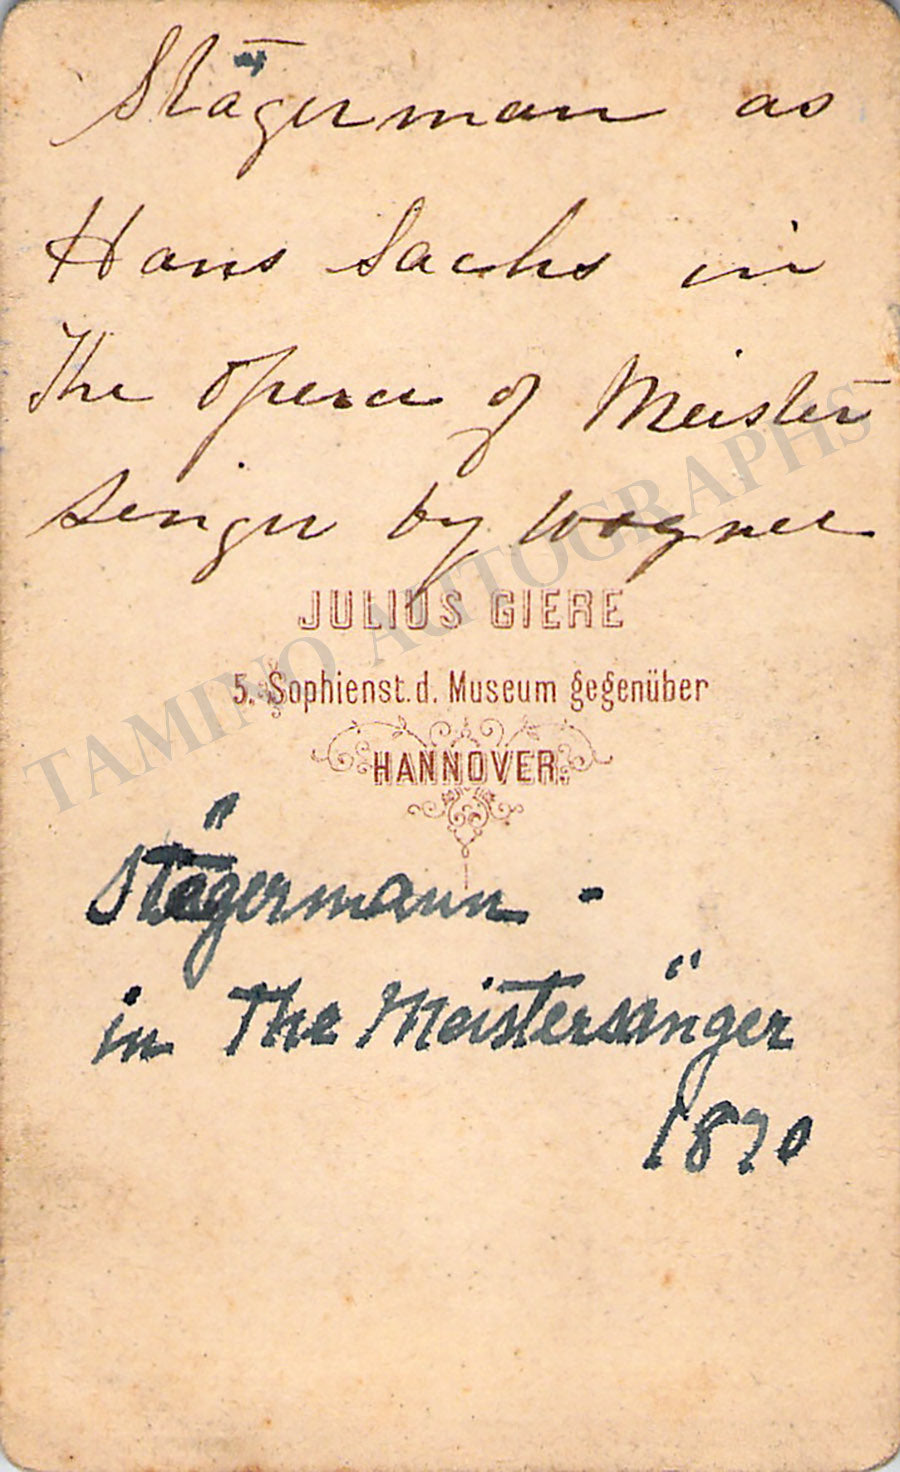 Stägerman as
Hans Sachs in
The opera of Meister
senger by Wagner
JULIUS GIERE
5. Sophienst. d. Museum gegenüber
HANNOVER.
Stägermann -
in The Meistersänger
1870
TAMINO AUTOGRAPHS